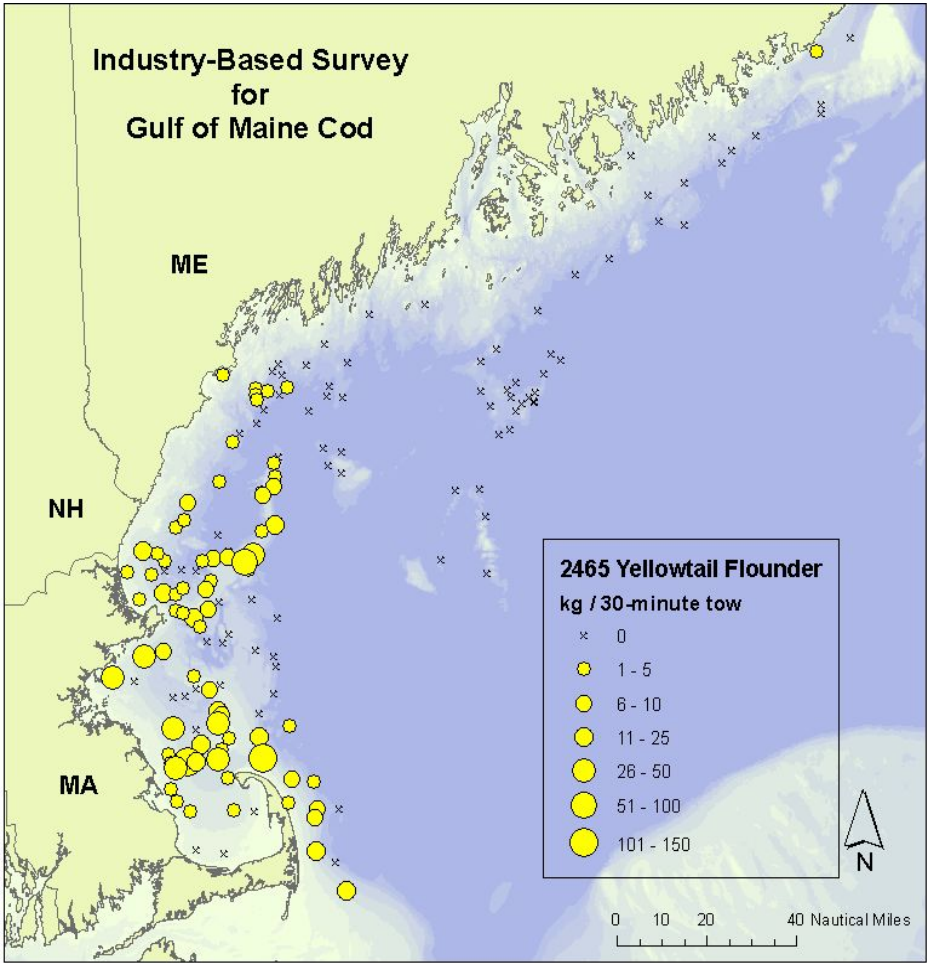 Industry-Based Survey
for
Gulf of Maine Cod
ME
NH
MA
2465 Yellowtail Flounder
kg / 30-minute tow
0
1 - 5
6 - 10
11 - 25
26 - 50
51 - 100
101 - 150
N
0 10 20 40 Nautical Miles